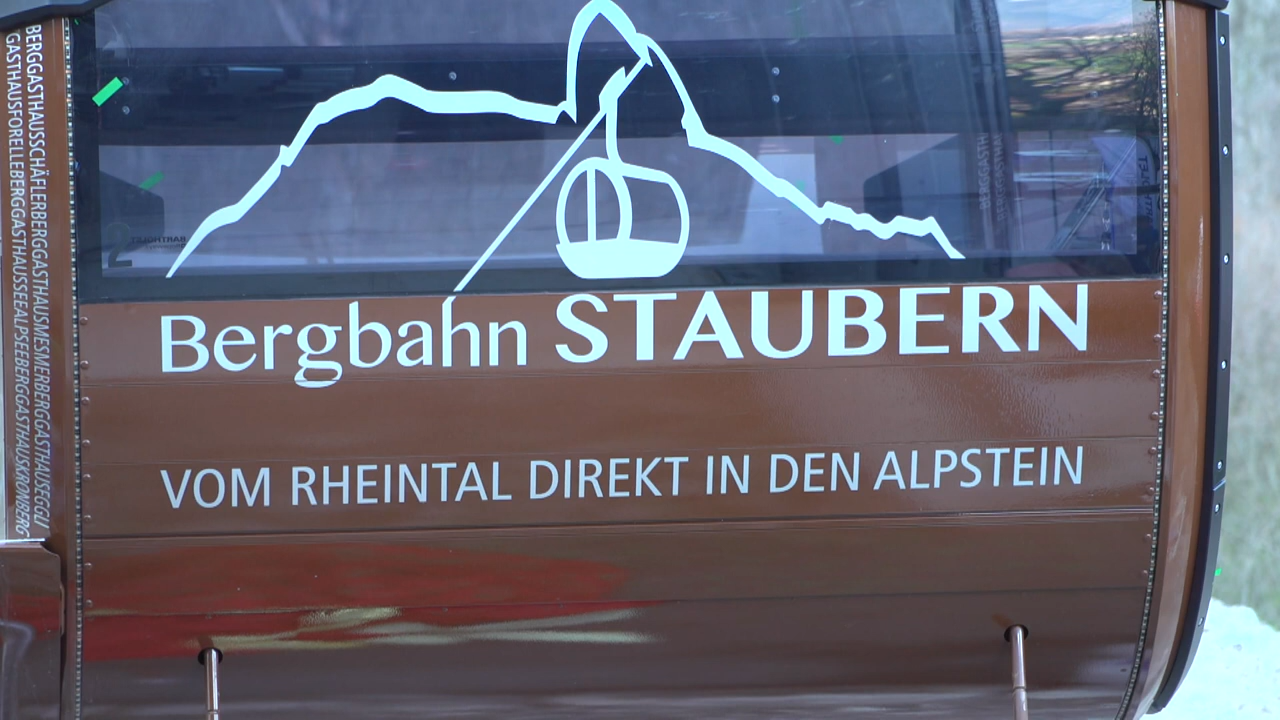 BERGGASTHAUSSCHÄFLERBERGGASTHAUSMESMERBERGGASTHAUSEGGLI
GASTHAUSFORELLEBERGGASTHAUSSEEALPSEEBERGGASTHAUSKRONBERG
Bergbahn STAUBERN
VOM RHEINTAL DIREKT IN DEN ALPSTEIN